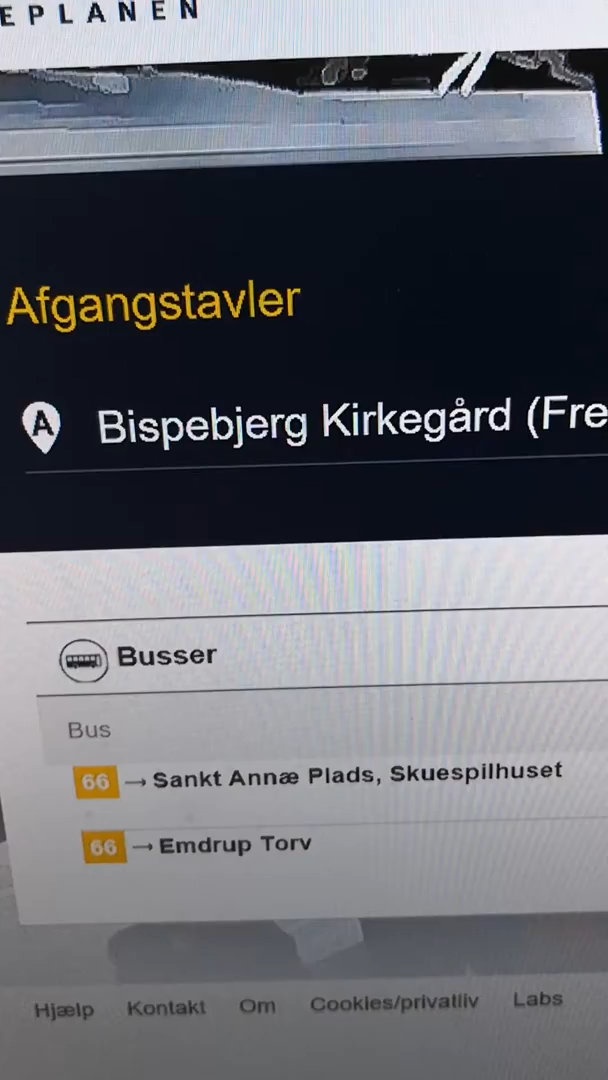 EPLANEN
Afgangstavler
A Bispebjerg Kirkegård (Fre
Busser
Bus
66 → Sankt Annæ Plads, Skuespilhuset
66 → Emdrup Torv
Hjælp Kontakt Om Cookies/privatliv Labs